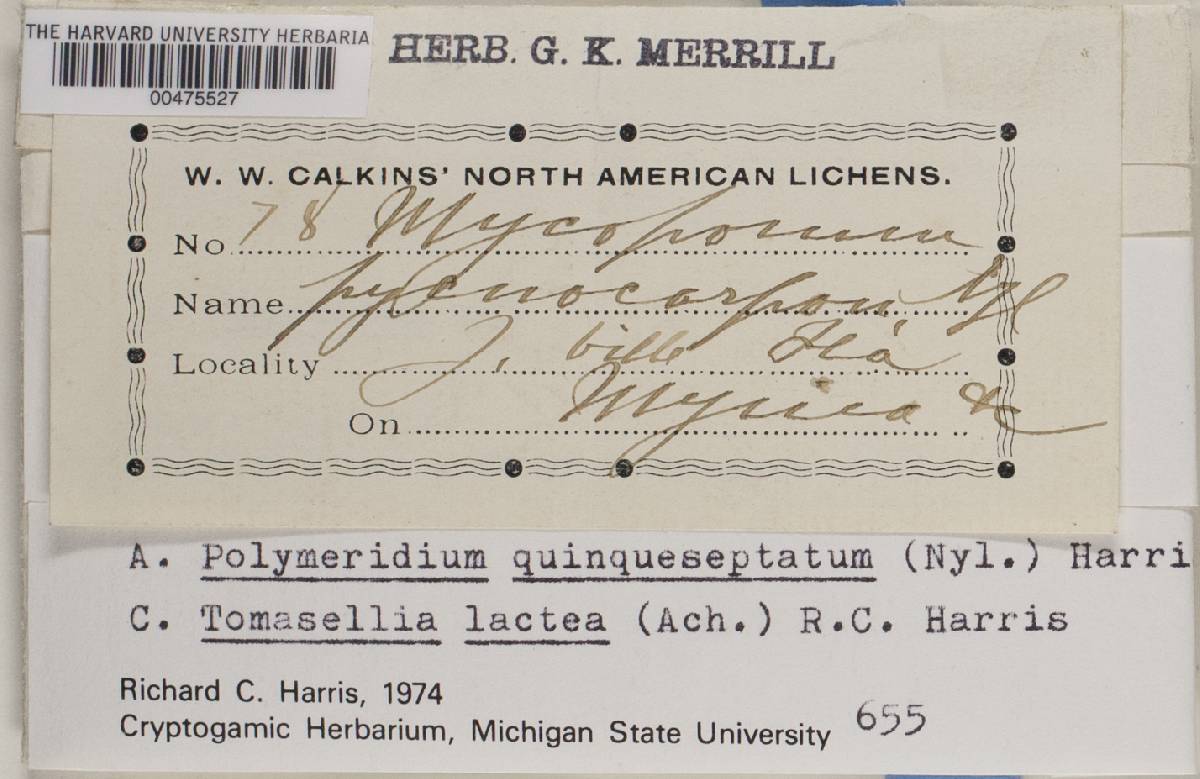 THE HARVARD UNIVERSITY HERBARIA
00475527
HERB. G. K. MERRILL
W. W. CALKINS' NORTH AMERICAN LICHENS.
No 78 Mycoporum
Name pycnocarpon, Nyl
Locality J. ville Fla
On Myrica &
A. Polymeridium quinqueseptatum (Nyl.) Harri
C. Tomasellia lactea (Ach.) R.C. Harris
Richard C. Harris, 1974
Cryptogamic Herbarium, Michigan State University 655